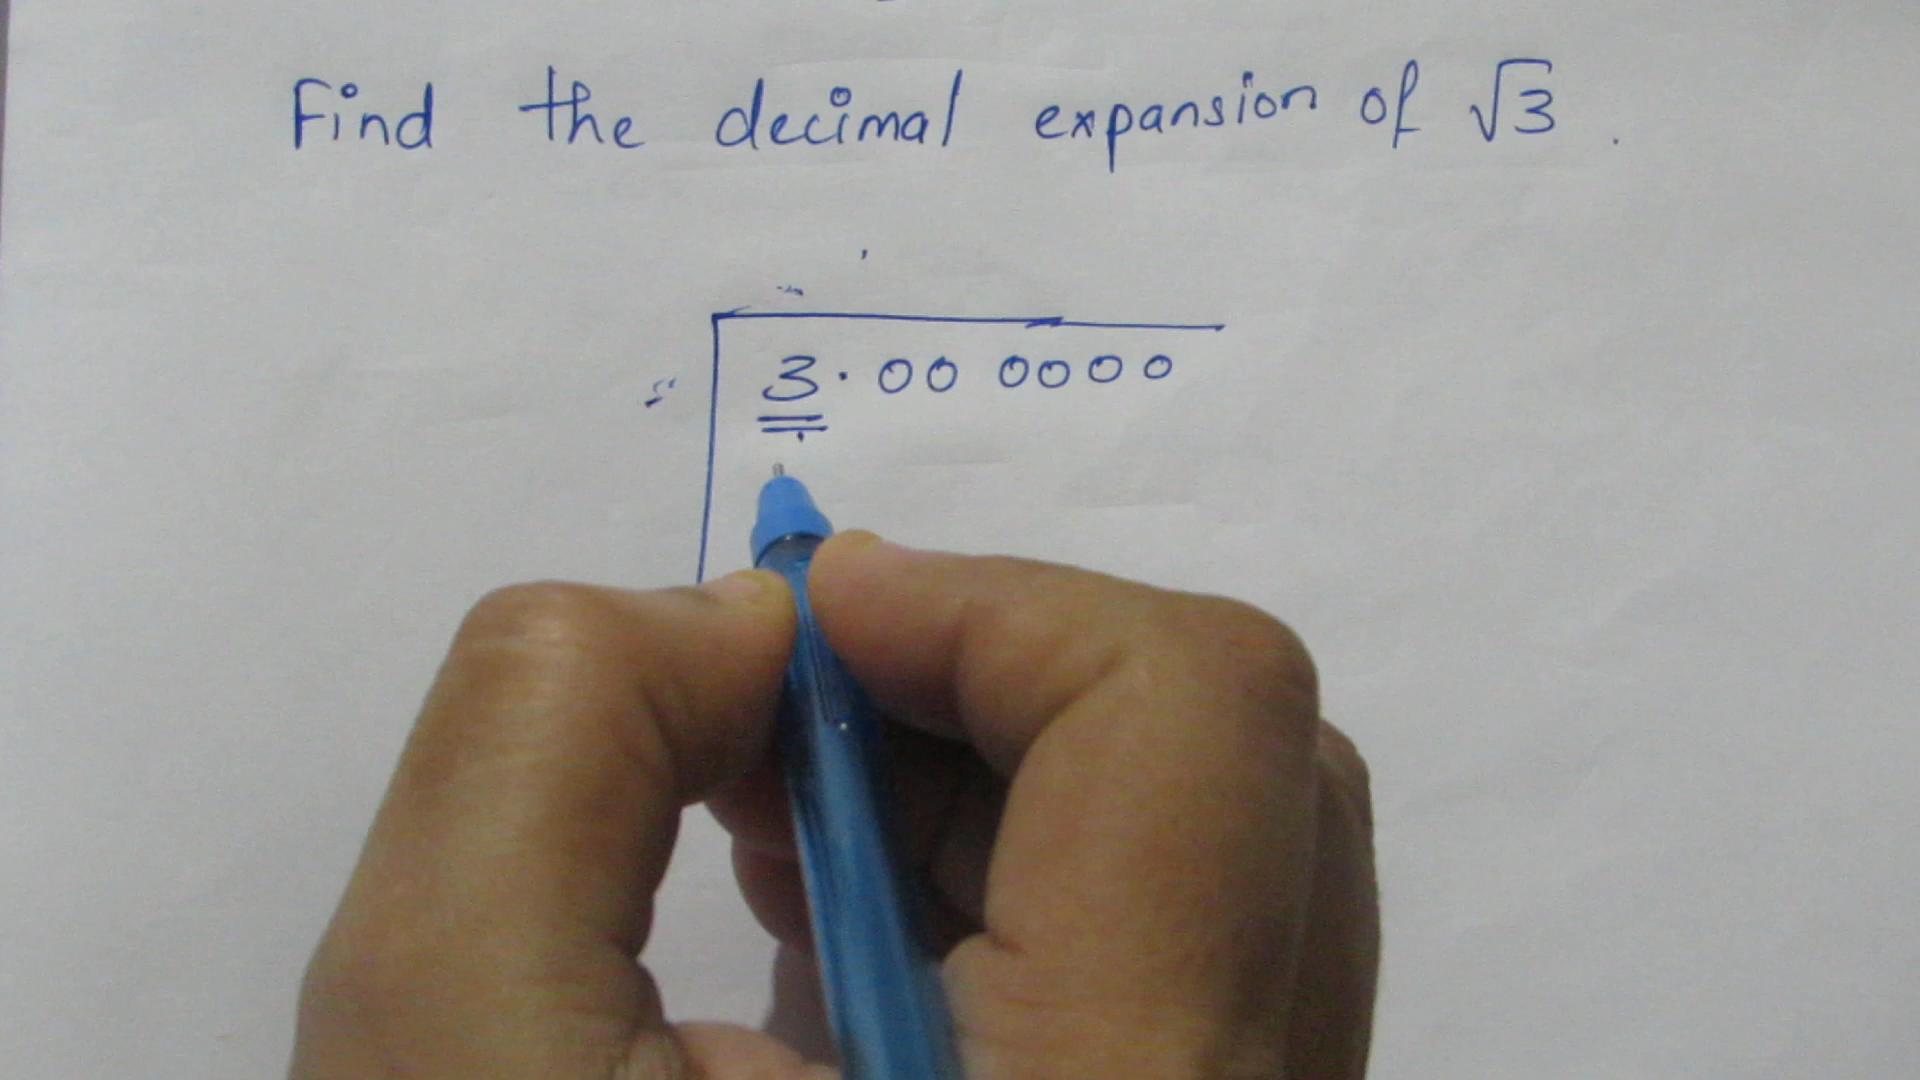 Find the decimal expansion of √3.
3.00 0000